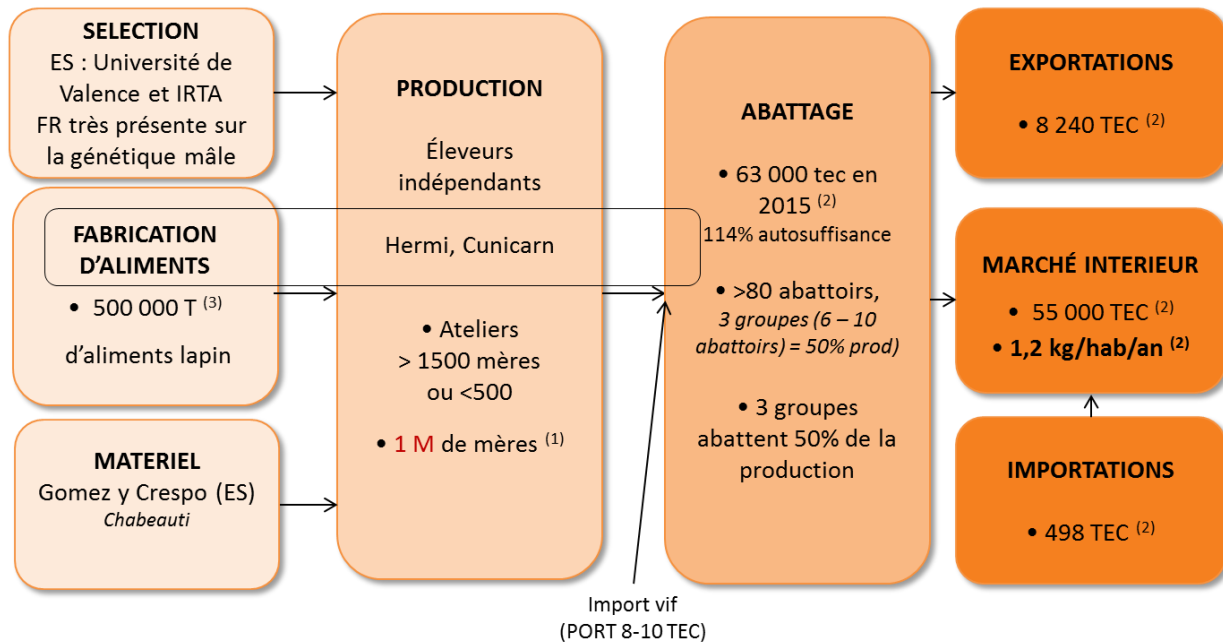 SELECTION
ES : Université de
Valence et IRTA
FR très présente sur
la génétique mâle
FABRICATION
D’ALIMENTS
• 500 000 T (3)
d’aliments lapin
MATERIEL
Gomez y Crespo (ES)
Chabeauti
PRODUCTION
Éleveurs
indépendants
Hermi, Cunicarn
• Ateliers
> 1500 mères
ou <500
• 1 M de mères (1)
ABATTAGE
• 63 000 tec en
2015 (2)
114% autosuffisance
• >80 abattoirs,
3 groupes (6 – 10
abattoirs) = 50% prod)
• 3 groupes
abattent 50% de la
production
Import vif
(PORT 8-10 TEC)
EXPORTATIONS
• 8 240 TEC (2)
MARCHÉ INTERIEUR
• 55 000 TEC (2)
• 1,2 kg/hab/an (2)
IMPORTATIONS
• 498 TEC (2)